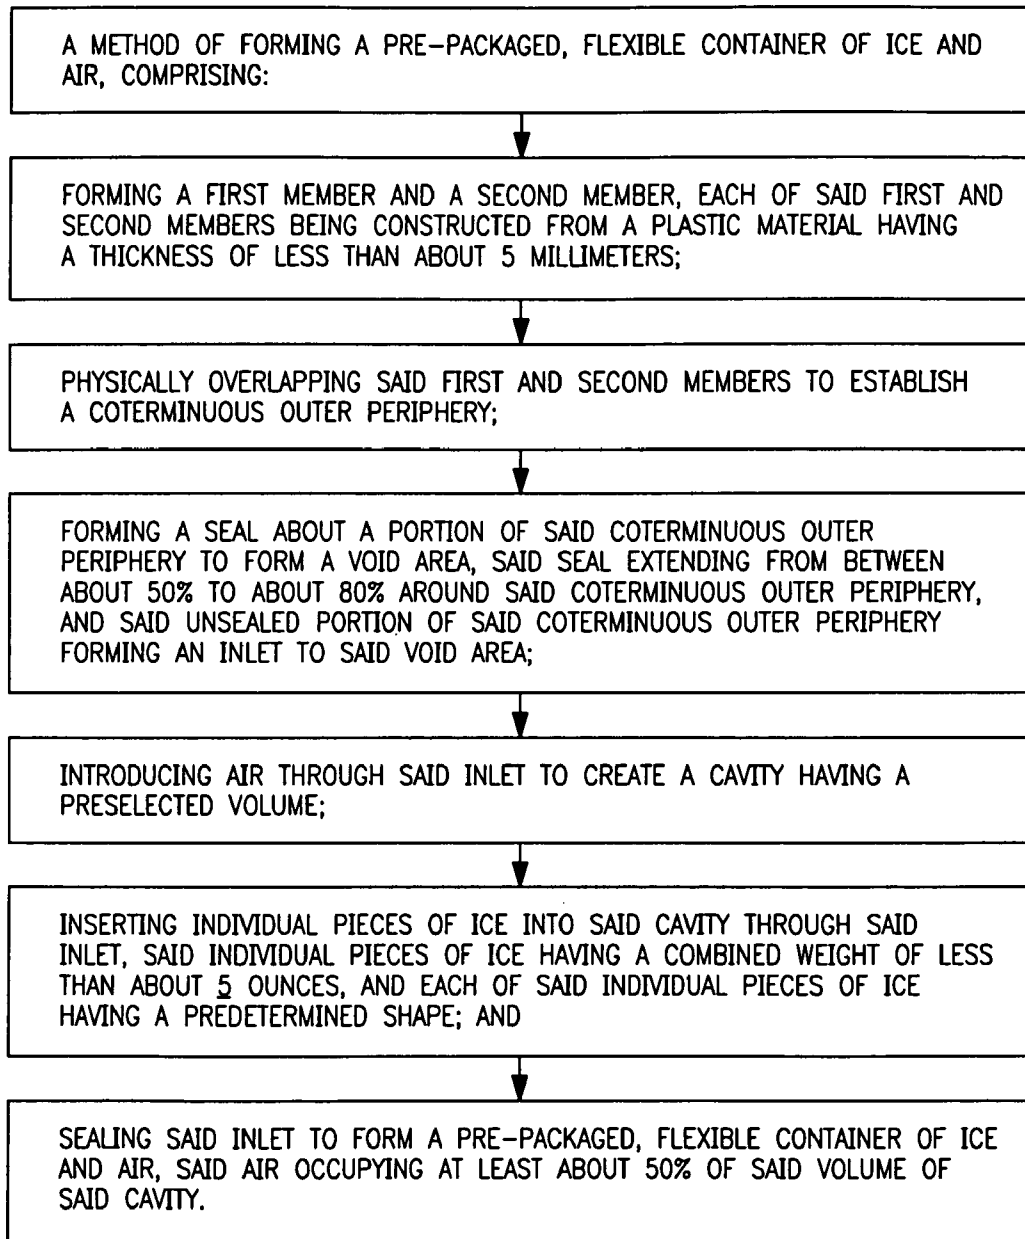 A METHOD OF FORMING A PRE-PACKAGED, FLEXIBLE CONTAINER OF ICE AND
AIR, COMPRISING:
FORMING A FIRST MEMBER AND A SECOND MEMBER, EACH OF SAID FIRST AND
SECOND MEMBERS BEING CONSTRUCTED FROM A PLASTIC MATERIAL HAVING
A THICKNESS OF LESS THAN ABOUT 5 MILLIMETERS;
PHYSICALLY OVERLAPPING SAID FIRST AND SECOND MEMBERS TO ESTABLISH
A COTERMINUOUS OUTER PERIPHERY;
FORMING A SEAL ABOUT A PORTION OF SAID COTERMINUOUS OUTER
PERIPHERY TO FORM A VOID AREA, SAID SEAL EXTENDING FROM BETWEEN
ABOUT 50% TO ABOUT 80% AROUND SAID COTERMINUOUS OUTER PERIPHERY,
AND SAID UNSEALED PORTION OF SAID COTERMINUOUS OUTER PERIPHERY
FORMING AN INLET TO SAID VOID AREA;
INTRODUCING AIR THROUGH SAID INLET TO CREATE A CAVITY HAVING A
PRESELECTED VOLUME;
INSERTING INDIVIDUAL PIECES OF ICE INTO SAID CAVITY THROUGH SAID
INLET, SAID INDIVIDUAL PIECES OF ICE HAVING A COMBINED WEIGHT OF LESS
THAN ABOUT 5 OUNCES, AND EACH OF SAID INDIVIDUAL PIECES OF ICE
HAVING A PREDETERMINED SHAPE; AND
SEALING SAID INLET TO FORM A PRE-PACKAGED, FLEXIBLE CONTAINER OF ICE
AND AIR, SAID AIR OCCUPYING AT LEAST ABOUT 50% OF SAID VOLUME OF
SAID CAVITY.